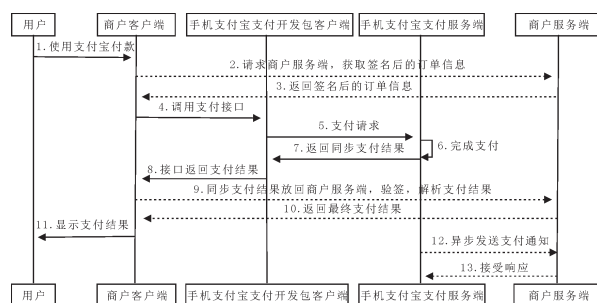 用户 商户客户端 手机支付宝支付开发包客户端 手机支付宝支付服务端 商户服务端
1.使用支付宝付款
2.请求商户服务端，获取签名后的订单信息
3.返回签名后的订单信息
4.调用支付接口
5.支付请求
6.完成支付
7.返回同步支付结果
8.接口返回支付结果
9.同步支付结果放回商户服务端，验签，解析支付结果
10.返回最终支付结果
11.显示支付结果
12.异步发送支付通知
13.接受响应
用户 商户客户端 手机支付宝支付开发包客户端 手机支付宝支付服务端 商户服务端